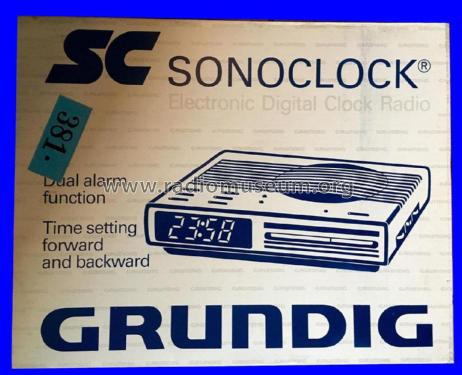 SC SONOCLOCK®
Electronic Digital Clock Radio
381.
Dual alarm
function
www.radiomuseum.org
Time setting
forward
and backward
23:58
GRUNDIG